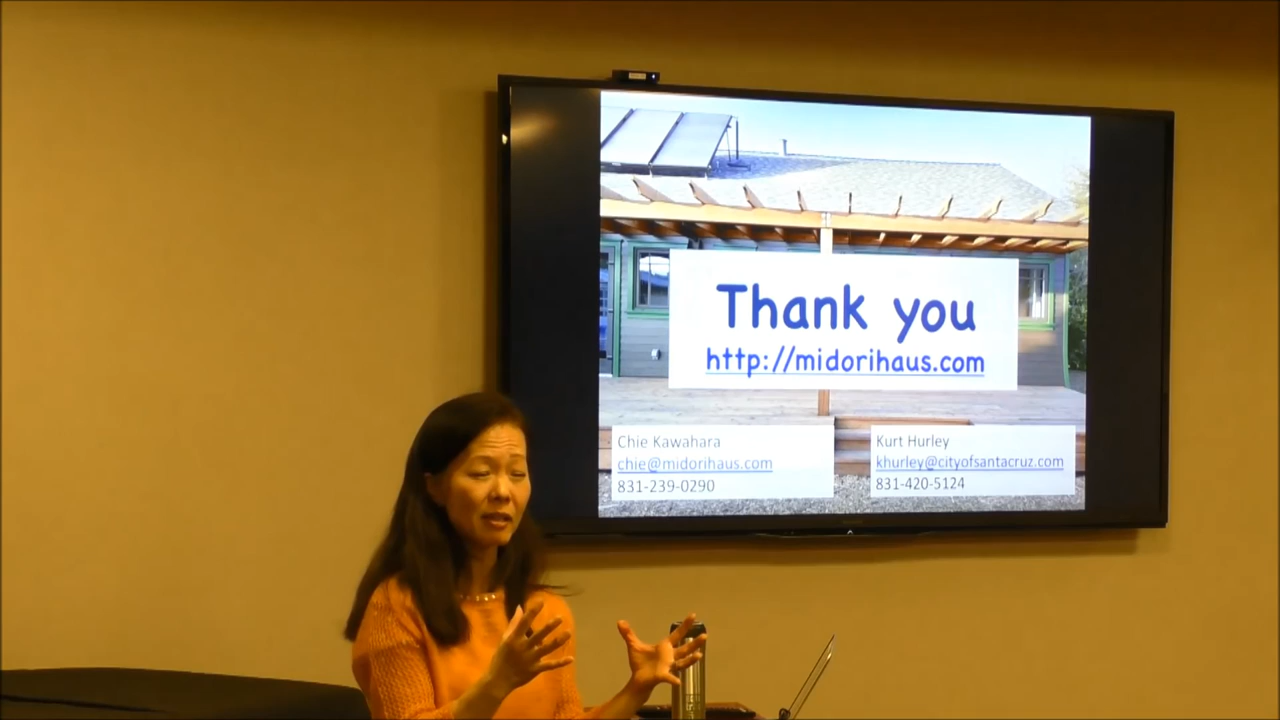 Thank you
http://midorihaus.com
Chie Kawahara
chie@midorihaus.com
831-239-0290
Kurt Hurley
khurley@cityofsantacruz.com
831-420-5124